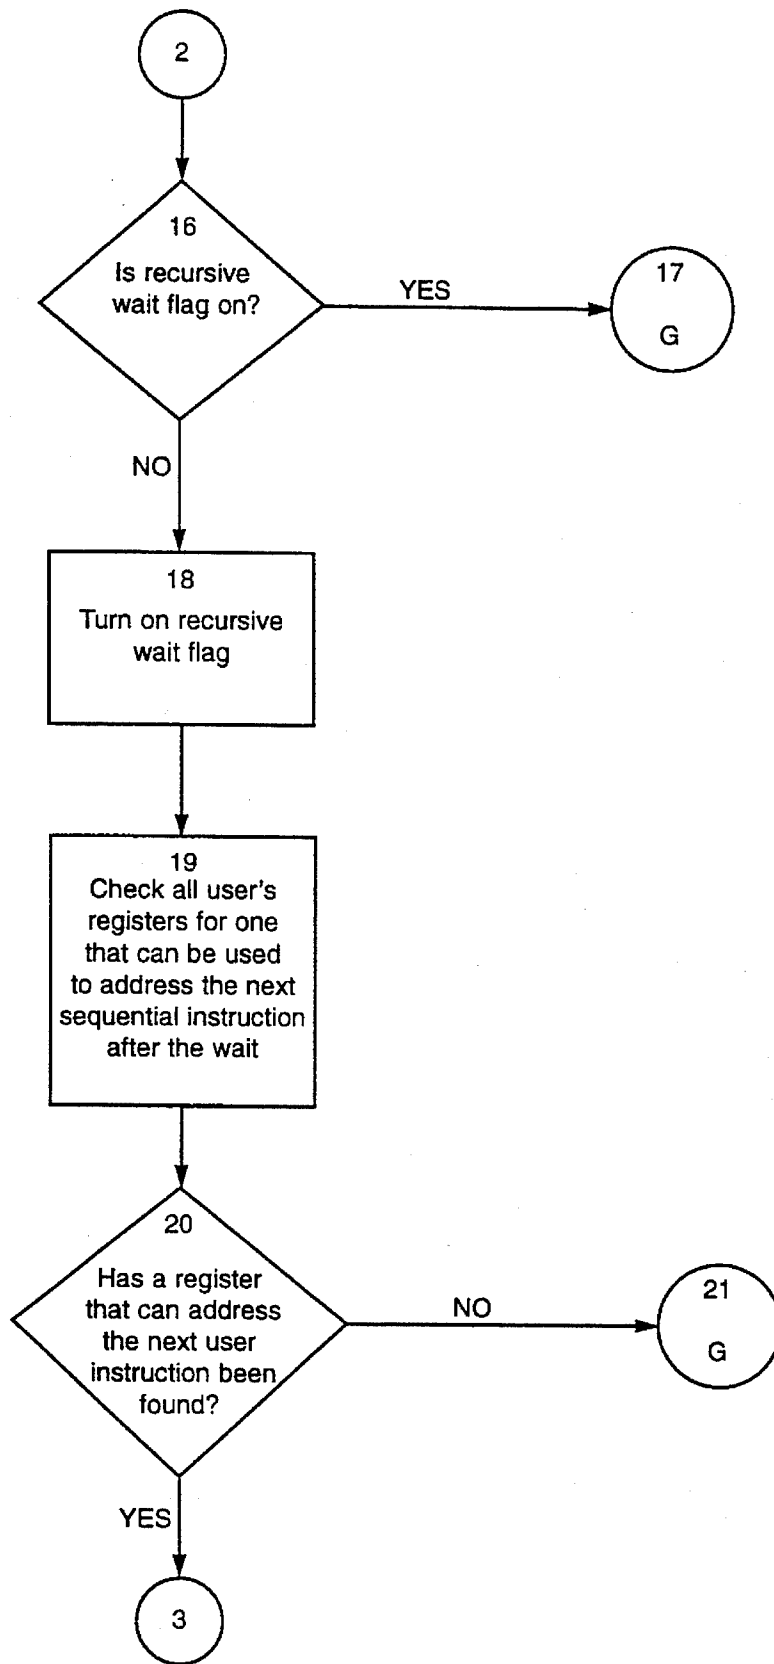 2
16
Is recursive
wait flag on?
YES
17
G
NO
18
Turn on recursive
wait flag
19
Check all user's
registers for one
that can be used
to address the next
sequential instruction
after the wait
20
Has a register
that can address
the next user
instruction been
found?
NO
21
G
YES
3